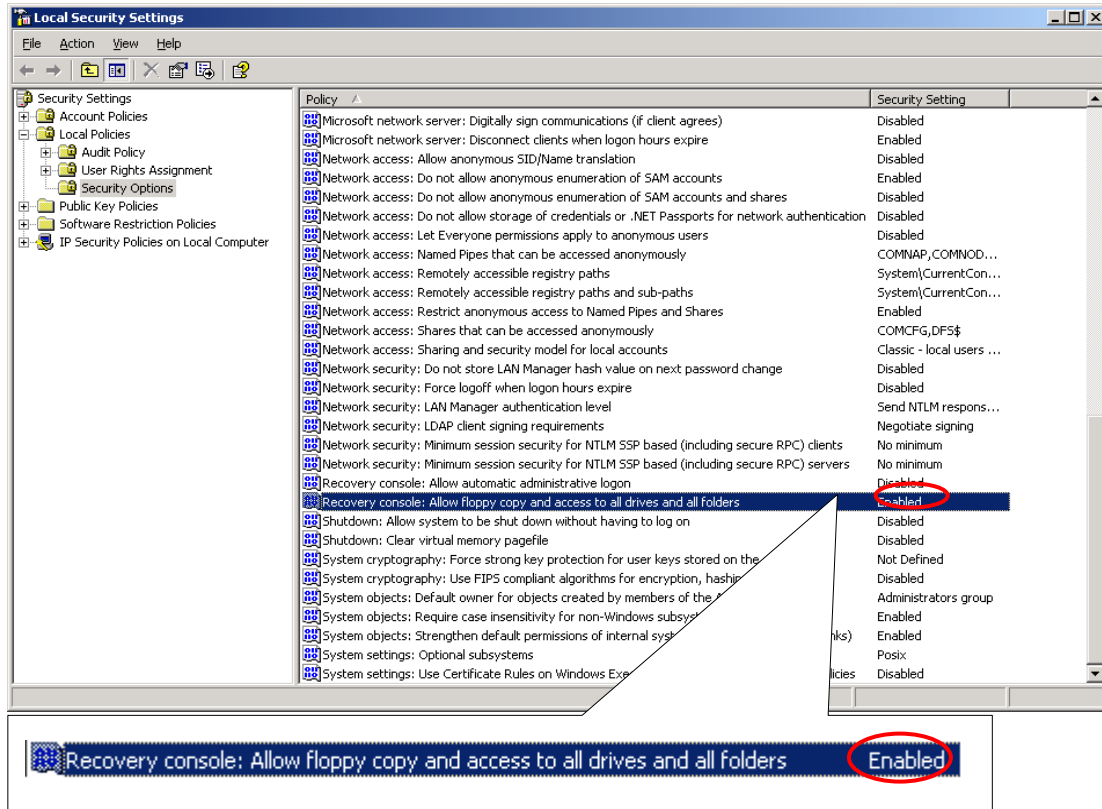 Local Security Settings
File Action View Help
Security Settings
Account Policies
Local Policies
Audit Policy
User Rights Assignment
Security Options
Public Key Policies
Software Restriction Policies
IP Security Policies on Local Computer
Policy Security Setting
Microsoft network server: Digitally sign communications (if client agrees) Disabled
Microsoft network server: Disconnect clients when logon hours expire Enabled
Network access: Allow anonymous SID/Name translation Disabled
Network access: Do not allow anonymous enumeration of SAM accounts Enabled
Network access: Do not allow anonymous enumeration of SAM accounts and shares Disabled
Network access: Do not allow storage of credentials or .NET Passports for network authentication Disabled
Network access: Let Everyone permissions apply to anonymous users Disabled
Network access: Named Pipes that can be accessed anonymously COMNAP,COMNOD...
Network access: Remotely accessible registry paths System\CurrentCon...
Network access: Remotely accessible registry paths and sub-paths System\CurrentCon...
Network access: Restrict anonymous access to Named Pipes and Shares Enabled
Network access: Shares that can be accessed anonymously COMCFG,DFS$
Network access: Sharing and security model for local accounts Classic - local users ...
Network security: Do not store LAN Manager hash value on next password change Disabled
Network security: Force logoff when logon hours expire Disabled
Network security: LAN Manager authentication level Send NTLM respons...
Network security: LDAP client signing requirements Negotiate signing
Network security: Minimum session security for NTLM SSP based (including secure RPC) clients No minimum
Network security: Minimum session security for NTLM SSP based (including secure RPC) servers No minimum
Recovery console: Allow automatic administrative logon Disabled
Recovery console: Allow floppy copy and access to all drives and all folders Enabled
Shutdown: Allow system to be shut down without having to log on Disabled
Shutdown: Clear virtual memory pagefile Disabled
System cryptography: Force strong key protection for user keys stored on the Not Defined
System cryptography: Use FIPS compliant algorithms for encryption, Disabled
System objects: Default owner for objects created by members of the Administrators group
System objects: Require case insensitivity for non-Windows Enabled
System objects: Strengthen default permissions of internal Enabled
System settings: Optional subsystems Posix
System settings: Use Certificate Rules on Windows Disabled
Recovery console: Allow floppy copy and access to all drives and all folders Enabled